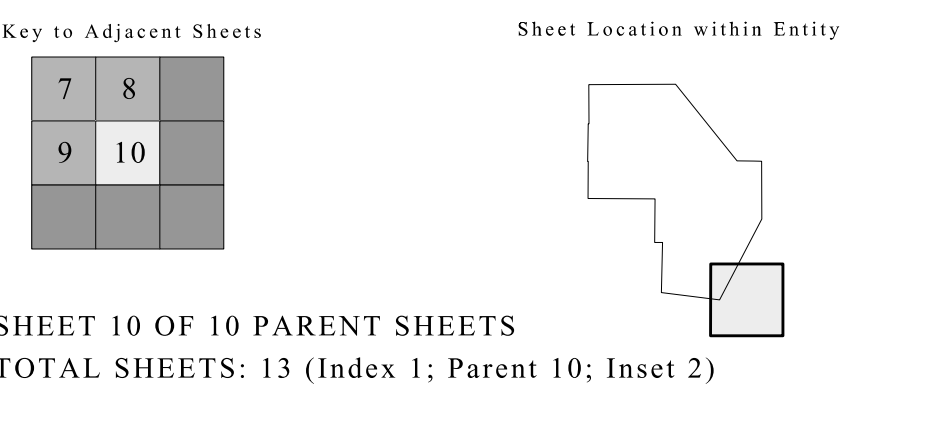 Key to Adjacent Sheets
Sheet Location within Entity
7 8
9 10
SHEET 10 OF 10 PARENT SHEETS
TOTAL SHEETS: 13 (Index 1; Parent 10; Inset 2)